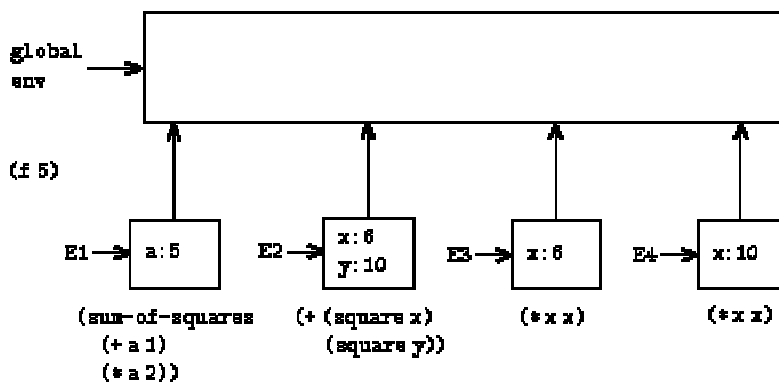 global
env
(f 5)
E1
a:5
E2
x:6
y:10
E3
x:6
E4
x:10
(sum-of-squares
(+ a 1)
(* a 2))
(+ (square x)
(square y))
(* x x)
(* x x)